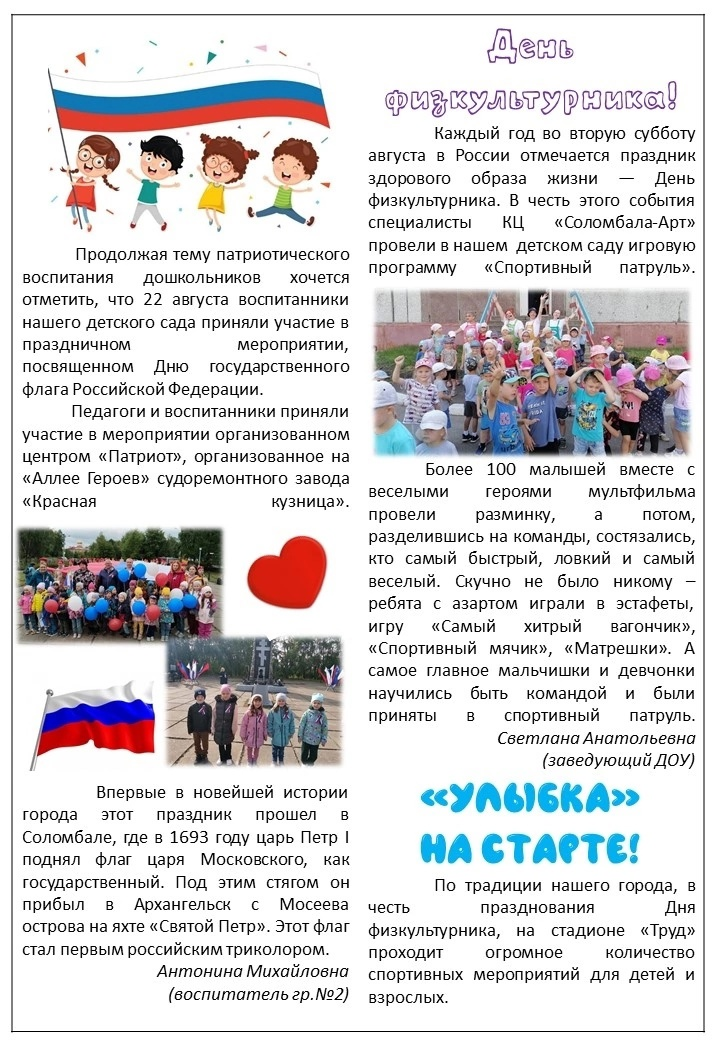 Продолжая тему патриотического
воспитания дошкольников хочется
отметить, что 22 августа воспитанники
нашего детского сада приняли участие в
праздничном мероприятии,
посвященном Дню государственного
флага Российской Федерации.
Педагоги и воспитанники приняли
участие в мероприятии организованном
центром «Патриот», организованное на
«Аллее Героев» судоремонтного завода
«Красная кузница».
Впервые в новейшей истории
города этот праздник прошел в
Соломбале, где в 1693 году царь Петр I
поднял флаг царя Московского, как
государственный. Под этим стягом он
прибыл в Архангельск с Мосеева
острова на яхте «Святой Петр». Этот флаг
стал первым российским триколором.
Антонина Михайловна
(воспитатель гр.№2)
День
физкультурника!
Каждый год во вторую субботу
августа в России отмечается праздник
здорового образа жизни — День
физкультурника. В честь этого события
специалисты КЦ «Соломбала-Арт»
провели в нашем детском саду игровую
программу «Спортивный патруль».
Более 100 малышей вместе с
веселыми героями мультфильма
провели разминку, а потом,
разделившись на команды, состязались,
кто самый быстрый, ловкий и самый
веселый. Скучно не было никому –
ребята с азартом играли в эстафеты,
игру «Самый хитрый вагончик»,
«Спортивный мячик», «Матрешки». А
самое главное мальчишки и девчонки
научились быть командой и были
приняты в спортивный патруль.
Светлана Анатольевна
(заведующий ДОУ)
«УЛЫБКА»
НА СТАРТЕ!
По традиции нашего города, в
честь празднования Дня
физкультурника, на стадионе «Труд»
проходит огромное количество
спортивных мероприятий для детей и
взрослых.